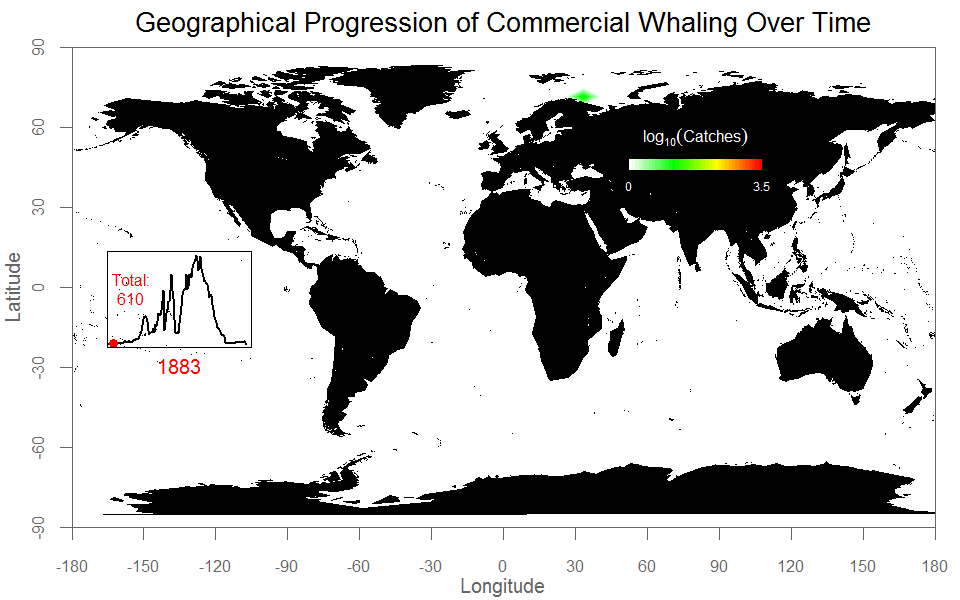 Geographical Progression of Commercial Whaling Over Time
90
60
30
0
-30
-60
-90
Latitude
log10(Catches)
0 3.5
Total:
610
1883
-180 -150 -120 -90 -60 -30 0 30 60 90 120 150 180
Longitude